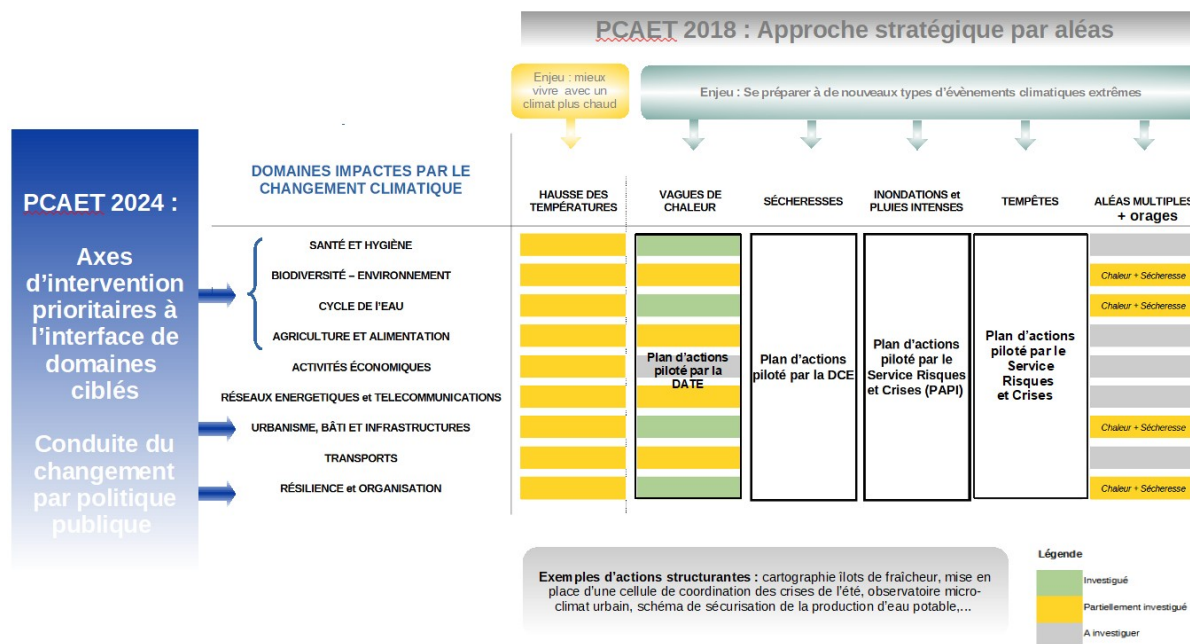 PCAET 2018 : Approche stratégique par aléas
Enjeu : mieux
vivre avec un
climat plus chaud
Enjeu : Se préparer à de nouveaux types d'évènements climatiques extrêmes
PCAET 2024 :
Axes
d'intervention
prioritaires à
l'interface de
domaines
ciblés
Conduite du
changement
par politique
publique
DOMAINES IMPACTES PAR LE
CHANGEMENT CLIMATIQUE
HAUSSE DES
TEMPÉRATURES
VAGUES DE
CHALEUR
SÉCHERESSES
INONDATIONS et
PLUIES INTENSES
TEMPÊTES
ALÉAS MULTIPLES
+ orages
SANTÉ ET HYGIÈNE
BIODIVERSITÉ – ENVIRONNEMENT
Chaleur + Sécheresse
CYCLE DE L'EAU
Chaleur + Sécheresse
AGRICULTURE ET ALIMENTATION
ACTIVITÉS ÉCONOMIQUES
RÉSEAUX ENERGETIQUES et TELECOMMUNICATIONS
URBANISME, BÂTI ET INFRASTRUCTURES
Chaleur + Sécheresse
TRANSPORTS
RÉSILIENCE et ORGANISATION
Chaleur + Sécheresse
Plan d'actions
piloté par la
DATE
Plan d'actions
piloté par la DCE
Plan d'actions
piloté par le
Service Risques
et Crises (PAPI)
Plan d'actions
piloté par le
Service
Risques
et Crises
Exemples d'actions structurantes : cartographie îlots de fraîcheur, mise en
place d'une cellule de coordination des crises de l'été, observatoire micro-
climat urbain, schéma de sécurisation de la production d'eau potable,...
Légende
Investigué
Partiellement investigué
A investiguer